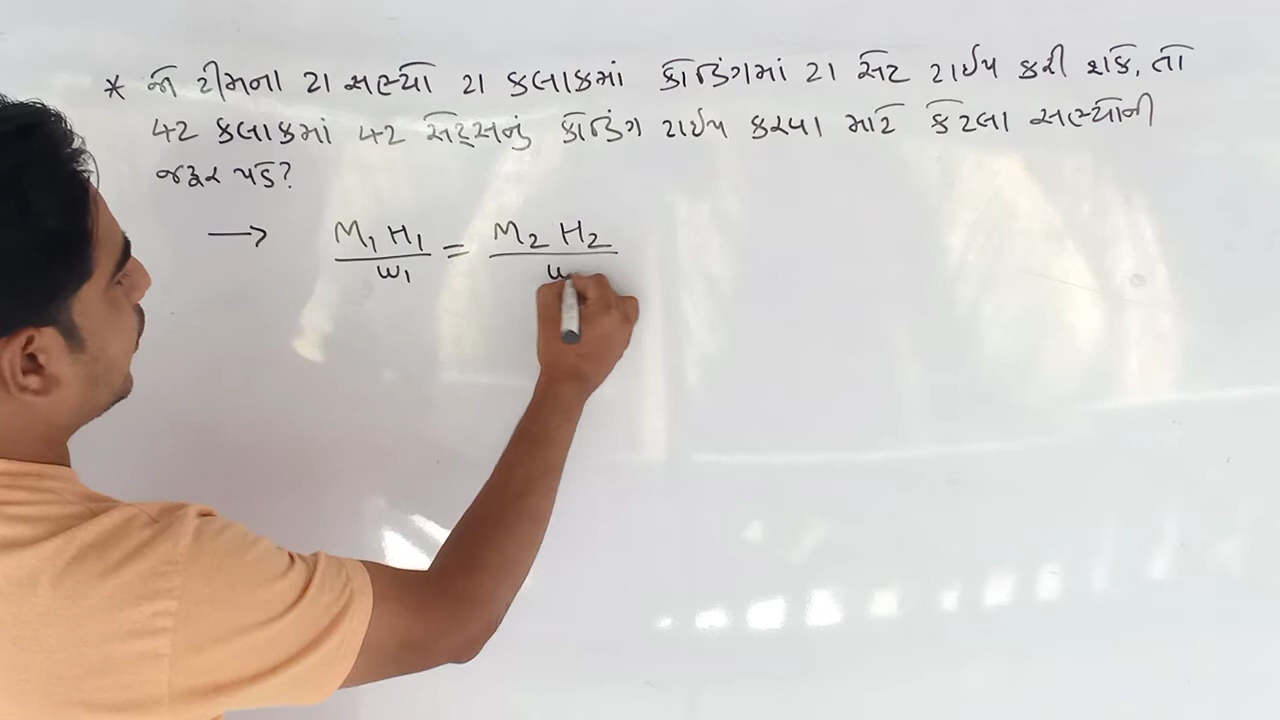 * જો ટીમના 21 સભ્યો 21 કલાકમાં કોડિંગમાં 21 સેટ ટાઈપ કરી શકે, તો
42 કલાકમાં 42 સેટ્સનું કોડિંગ ટાઈપ કરવા માટે કેટલા સભ્યોની
જરૂર પડે?
→ M₁ H₁ / W₁ = M₂ H₂ / W